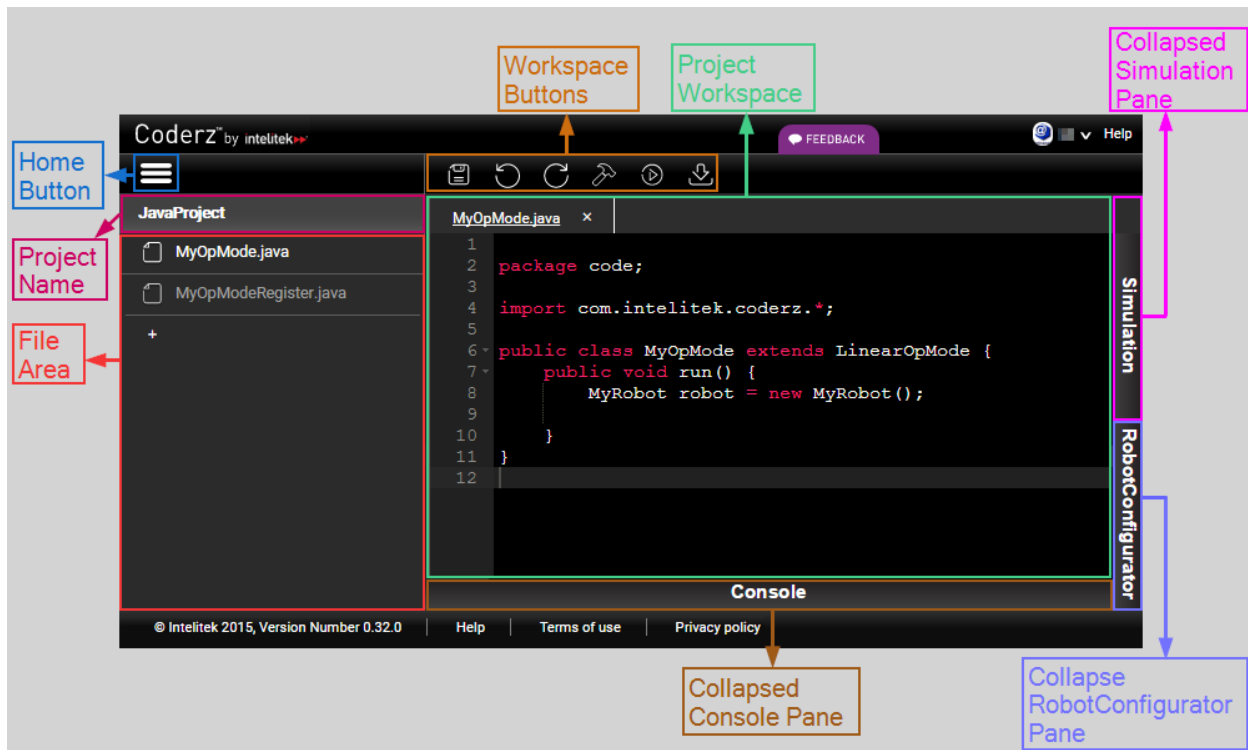 Workspace
Buttons
Project
Workspace
Collapsed
Simulation
Pane
Coderz™ by intelitek
FEEDBACK
@
Help
Home
Button
JavaProject
MyOpMode.java ×
Project
Name
MyOpMode.java
MyOpModeRegister.java
+
File
Area
1
2 package code;
3
4 import com.intelitek.coderz.*;
5
6 public class MyOpMode extends LinearOpMode {
7 public void run() {
8 MyRobot robot = new MyRobot();
9
10 }
11 }
12
Simulation
RobotConfigurator
Console
© Intelitek 2015, Version Number 0.32.0 | Help | Terms of use | Privacy policy
Collapsed
Console Pane
Collapse
RobotConfigurator
Pane